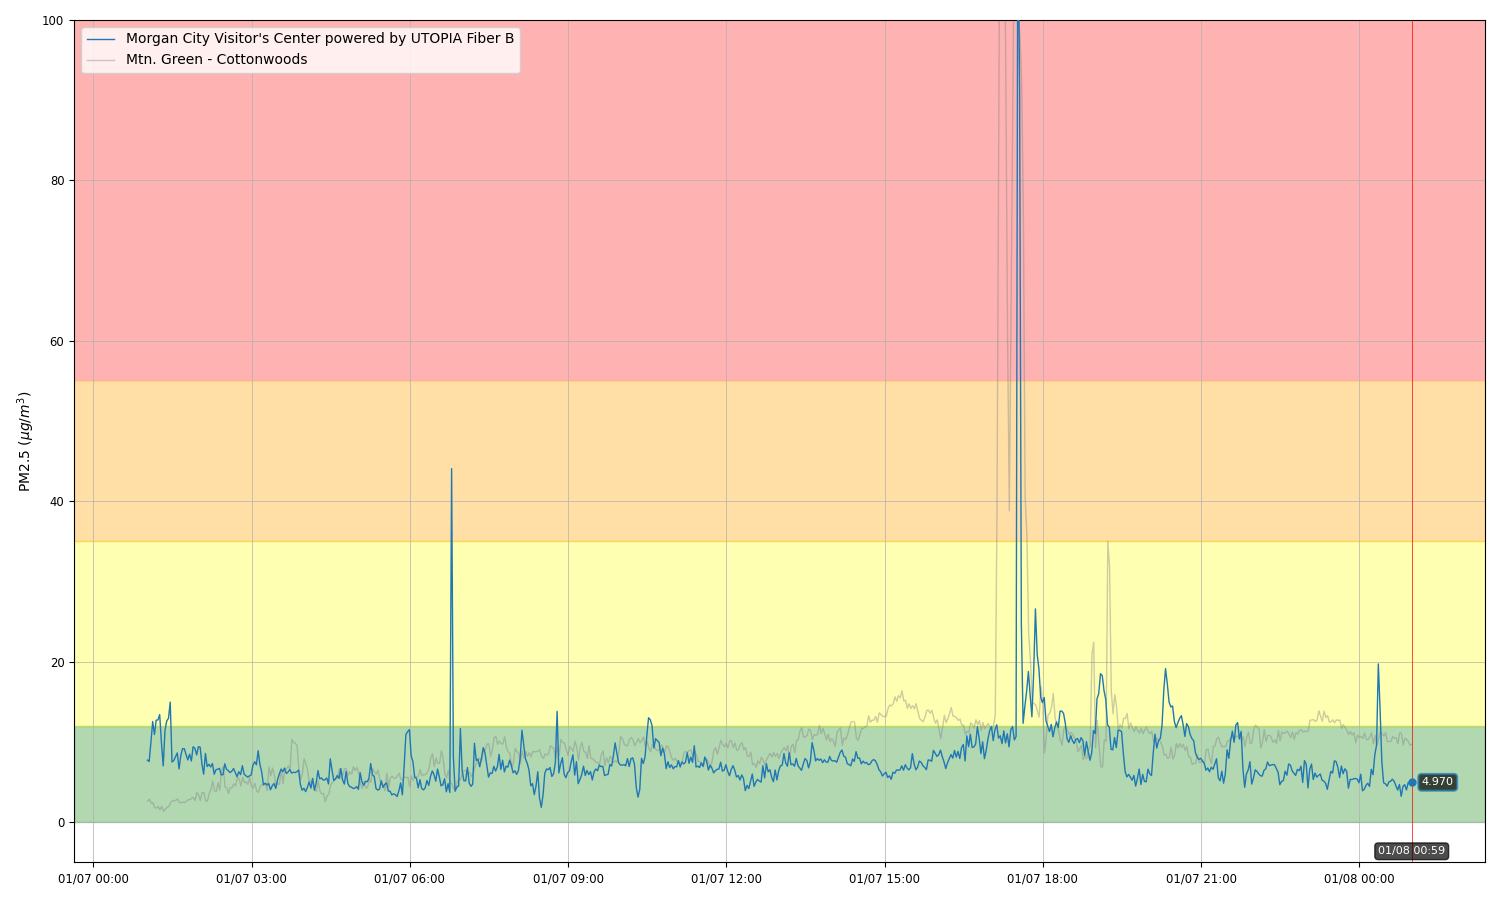 100
Morgan City Visitor's Center powered by UTOPIA Fiber B
Mtn. Green - Cottonwoods
80
60
PM2.5 (μg/m³)
40
20
4.970
0
01/08 00:59
01/07 00:00 01/07 03:00 01/07 06:00 01/07 09:00 01/07 12:00 01/07 15:00 01/07 18:00 01/07 21:00 01/08 00:00